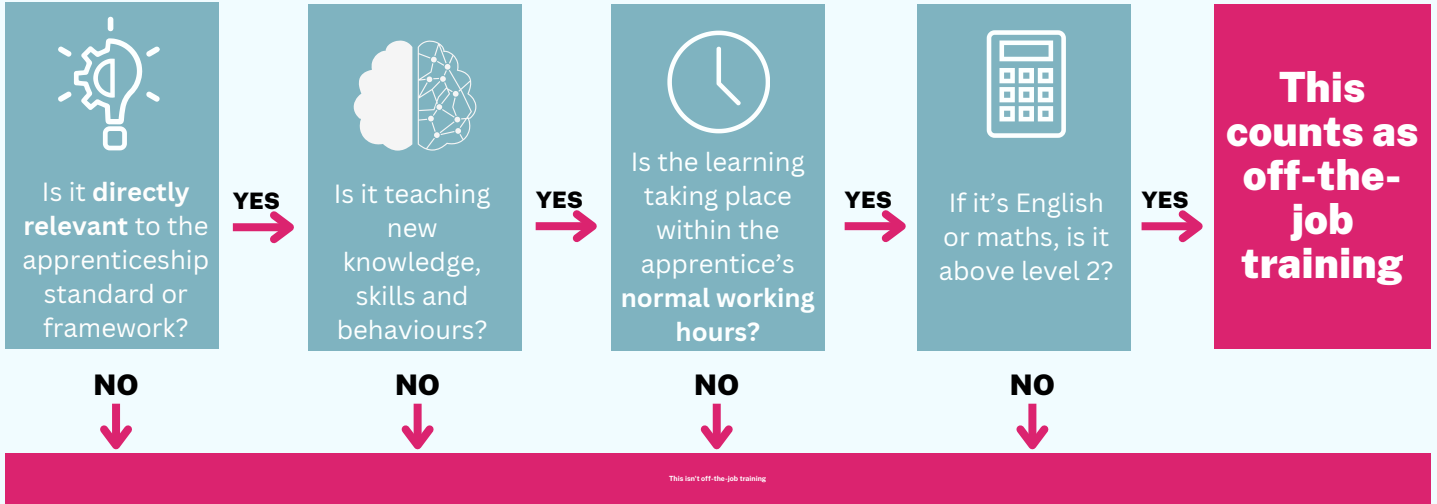 Is it directly
relevant to the
apprenticeship
standard or
framework?
YES
Is it teaching
new
knowledge,
skills and
behaviours?
YES
Is the learning
taking place
within the
apprentice’s
normal working
hours?
YES
If it’s English
or maths, is it
above level 2?
YES
This
counts as
off-the-
job
training
NO
NO
NO
NO
This isn't off-the-job training